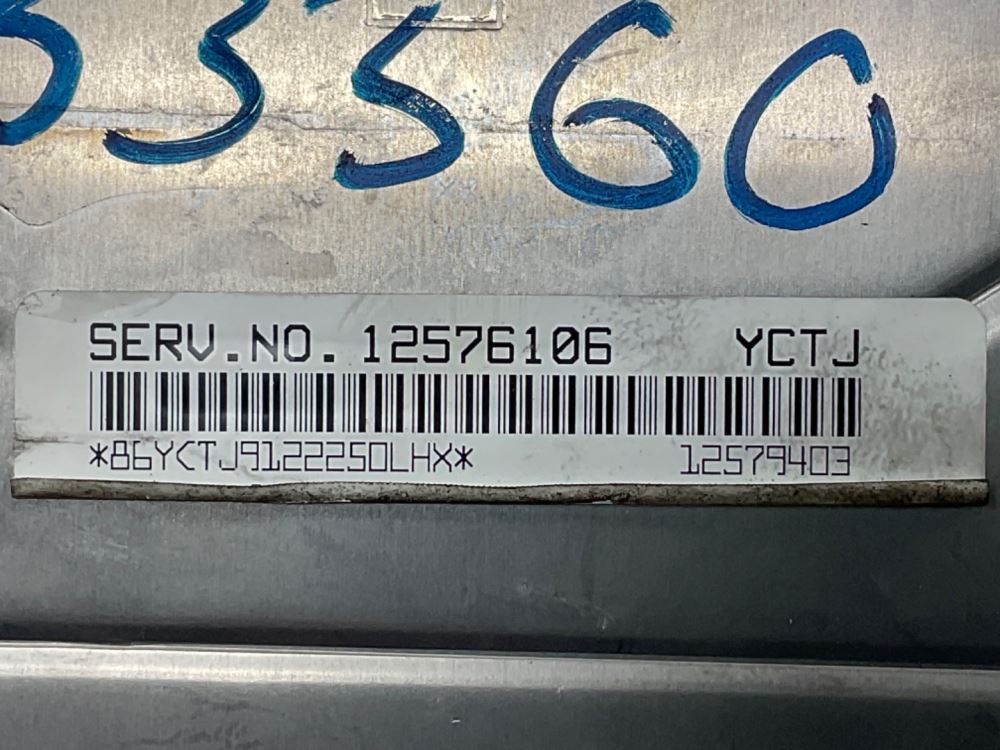 33560
SERV.NO.12576106 YCTJ
*86YCTJ9122250LHX* 12579403